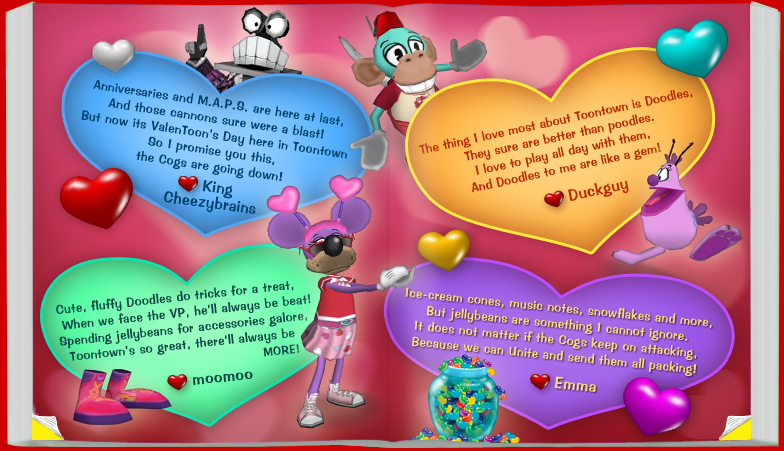 Anniversaries and M.A.P.S. are here at last,
And those cannons sure were a blast!
But now its ValenToon's Day here in Toontown
So I promise you this,
the Cogs are going down!
King
Cheezybrains
The thing I love most about Toontown is Doodles,
They sure are better than poodles.
I love to play all day with them,
And Doodles to me are like a gem!
Duckguy
Cute, fluffy Doodles do tricks for a treat,
When we face the VP, he'll always be beat!
Spending jellybeans for accessories galore,
Toontown's so great, there'll always be
MORE!
moomoo
Ice-cream cones, music notes, snowflakes and more,
But jellybeans are something I cannot ignore.
It does not matter if the Cogs keep on attacking,
Because we can Unite and send them all packing!
Emma